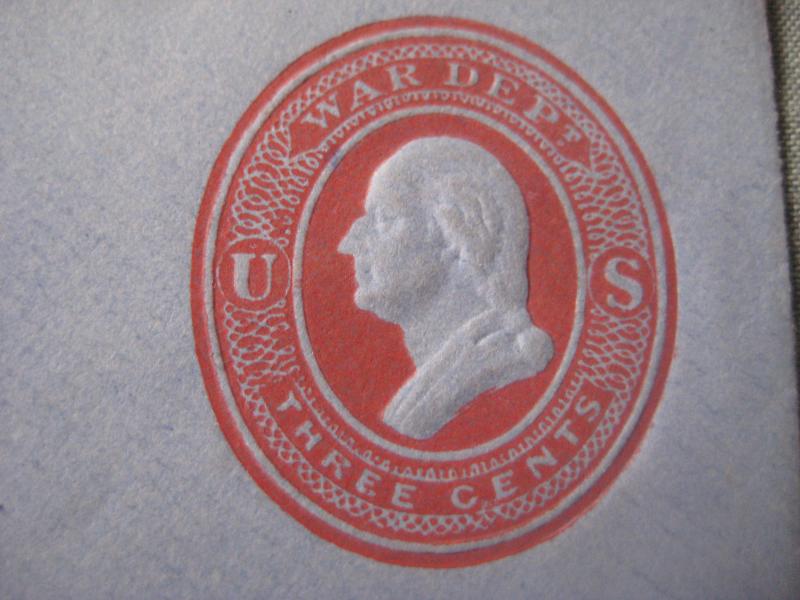 WAR DEPT.
U S
THREE CENTS